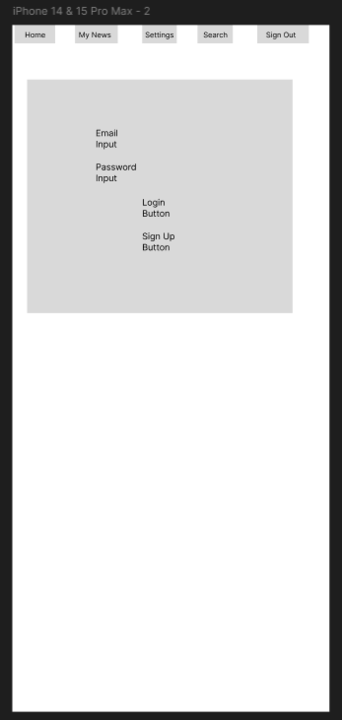 iPhone 14 & 15 Pro Max - 2
Home My News Settings Search Sign Out
Email
Input
Password
Input
Login
Button
Sign Up
Button